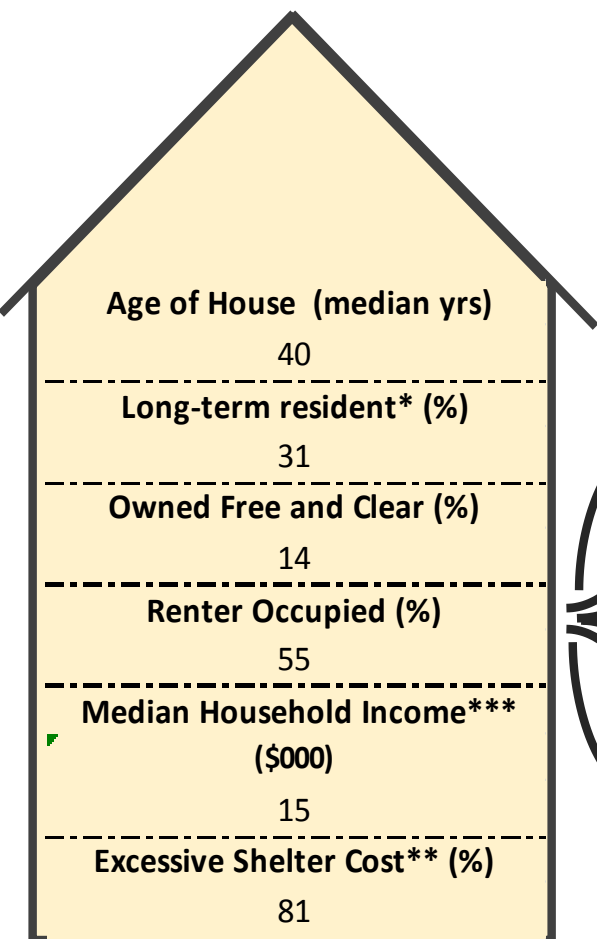 Age of House (median yrs)
40
Long-term resident* (%)
31
Owned Free and Clear (%)
14
Renter Occupied (%)
55
Median Household Income***
($000)
15
Excessive Shelter Cost** (%)
81